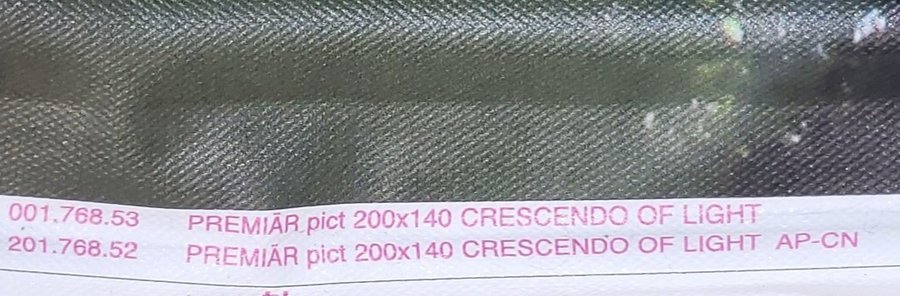 001.768.53 PREMIÄR pict 200x140 CRESCENDO OF LIGHT
201.768.52 PREMIÄR pict 200x140 CRESCENDO OF LIGHT AP-CN